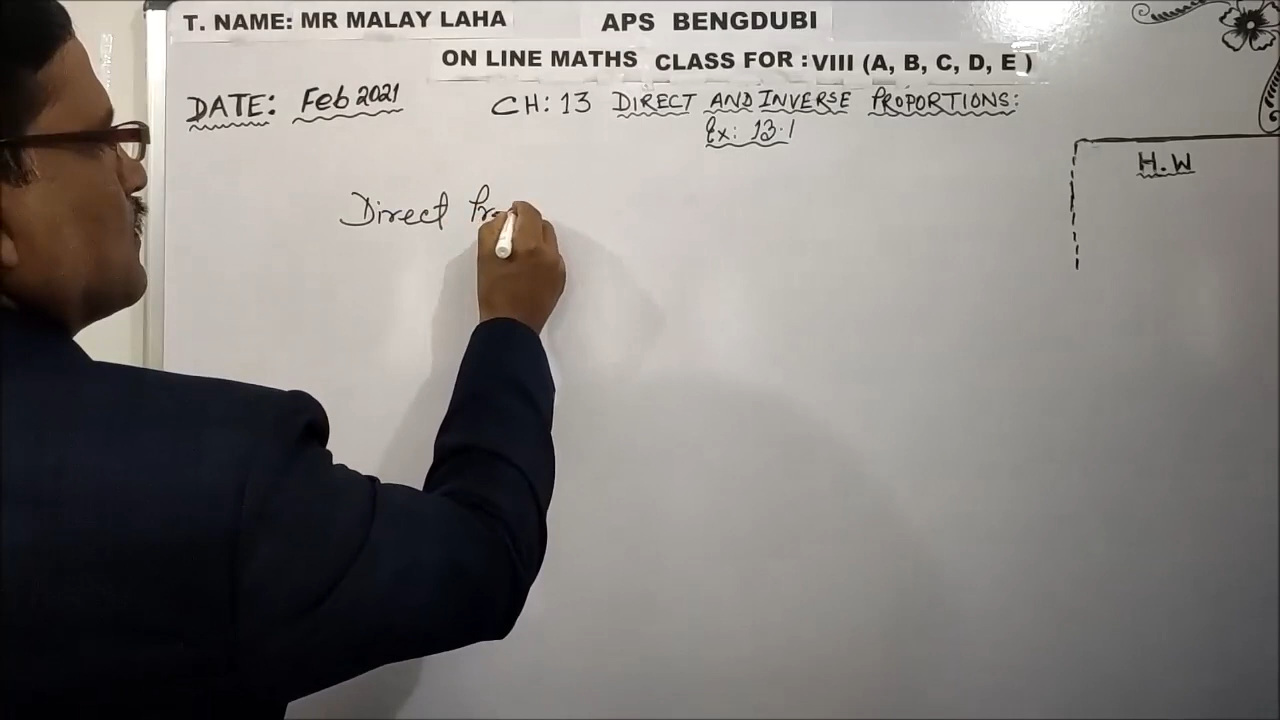 T. NAME: MR MALAY LAHA APS BENGDUBI
ON LINE MATHS CLASS FOR : VIII (A, B, C, D, E )
DATE: Feb 2021 CH: 13 DIRECT AND INVERSE PROPORTIONS:
Ex: 13.1
H.W
Direct Pro